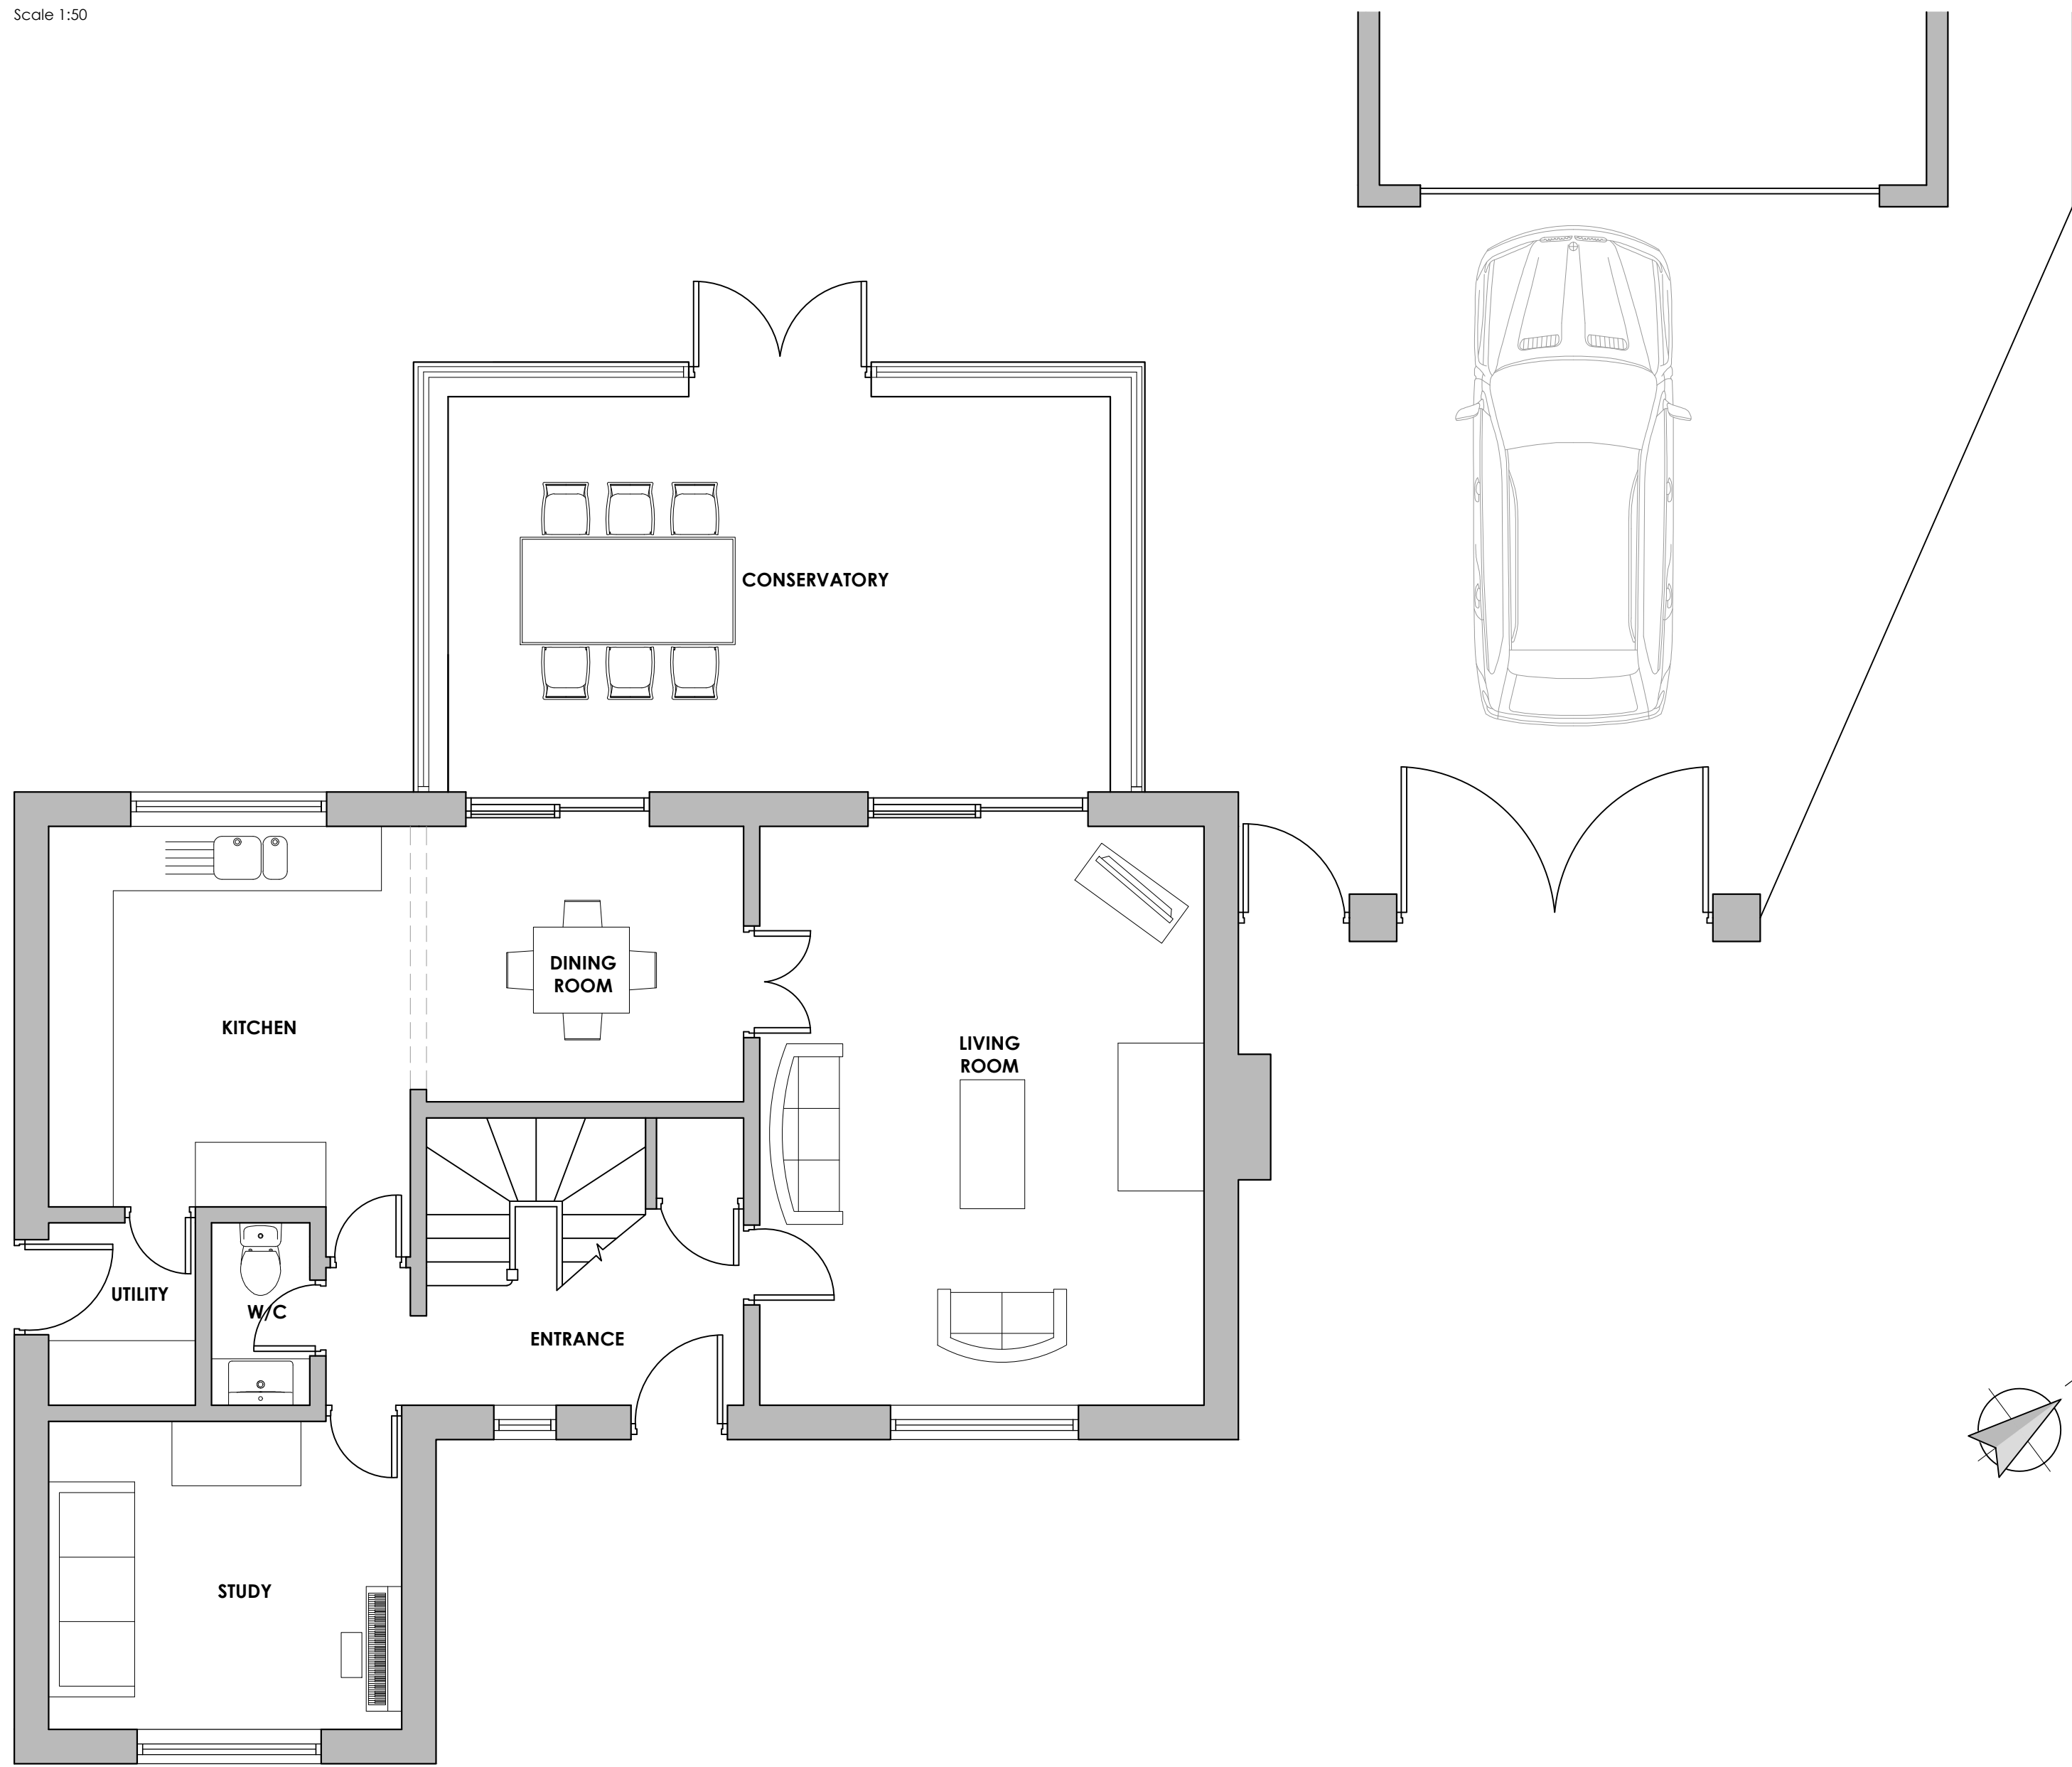 Scale 1:50
CONSERVATORY
DINING
ROOM
KITCHEN
LIVING
ROOM
UTILITY
W/C
ENTRANCE
STUDY